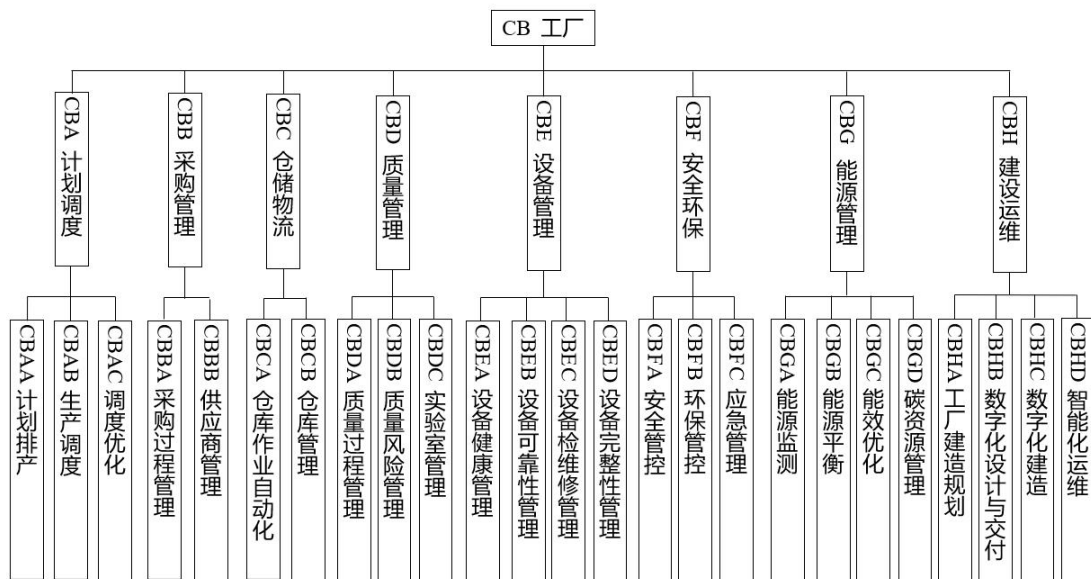 CB 工厂
CBA 计划调度
CBB 采购管理
CBC 仓储物流
CBD 质量管理
CBE 设备管理
CBF 安全环保
CBG 能源管理
CBH 建设运维
CBAA 计划排产
CBAB 生产调度
CBAC 调度优化
CBBA 采购过程管理
CBBB 供应商管理
CBCA 仓库作业自动化
CBCB 仓库管理
CBDA 质量过程管理
CBDB 质量风险管理
CBDC 实验室管理
CBEA 设备健康管理
CBEB 设备可靠性管理
CBEC 设备检维修管理
CBED 设备完整性管理
CBFA 安全管控
CBFB 环保管控
CBFC 应急管理
CBGA 能源监测
CBGB 能源平衡
CBGC 能效优化
CBGD 碳资源管理
CBHA 工厂建造规划
CBHB 数字化设计与交付
CBHC 数字化建造
CBHD 智能化运维